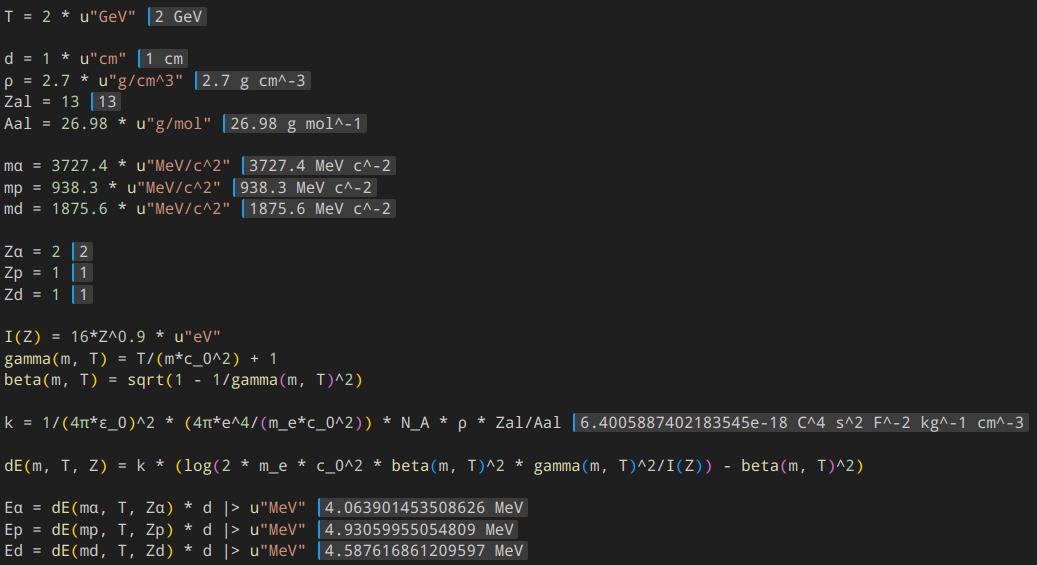 T = 2 * u"GeV" 2 GeV
d = 1 * u"cm" 1 cm
ρ = 2.7 * u"g/cm^3" 2.7 g cm^-3
Zal = 13 13
Aal = 26.98 * u"g/mol" 26.98 g mol^-1
mα = 3727.4 * u"MeV/c^2" 3727.4 MeV c^-2
mp = 938.3 * u"MeV/c^2" 938.3 MeV c^-2
md = 1875.6 * u"MeV/c^2" 1875.6 MeV c^-2
Zα = 2 2
Zp = 1 1
Zd = 1 1
I(Z) = 16*Z^0.9 * u"eV"
gamma(m, T) = T/(m*c_0^2) + 1
beta(m, T) = sqrt(1 - 1/gamma(m, T)^2)
k = 1/(4π*ε_0)^2 * (4π*e^4/(m_e*c_0^2)) * N_A * ρ * Zal/Aal 6.4005887402183545e-18 C^4 s^2 F^-2 kg^-1 cm^-3
dE(m, T, Z) = k * (log(2 * m_e * c_0^2 * beta(m, T)^2 * gamma(m, T)^2/I(Z)) - beta(m, T)^2)
Eα = dE(mα, T, Zα) * d |> u"MeV" 4.063901453508626 MeV
Ep = dE(mp, T, Zp) * d |> u"MeV" 4.93059955054809 MeV
Ed = dE(md, T, Zd) * d |> u"MeV" 4.587616861209597 MeV